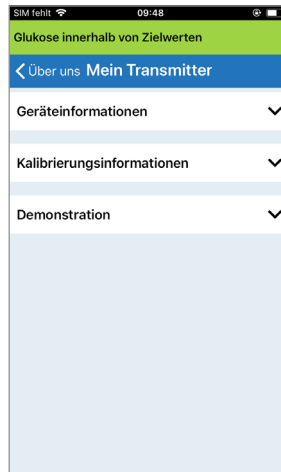 SIM fehlt 09:48
Glukose innerhalb von Zielwerten
Über uns Mein Transmitter
Geräteinformationen
Kalibrierungsinformationen
Demonstration